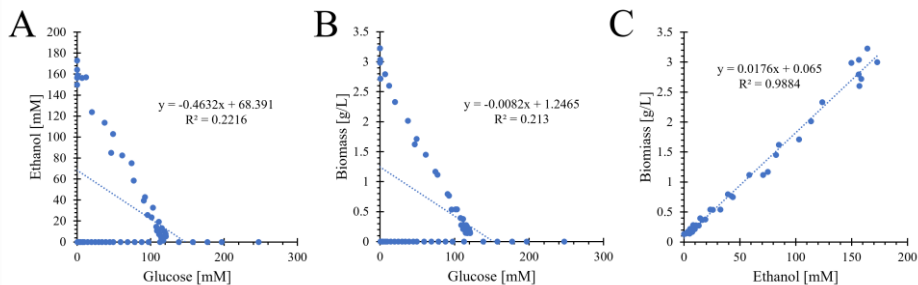 A
Ethanol [mM]
200
180
160
140
120
100
80
60
40
20
0
y = -0.4632x + 68.391
R² = 0.2216
0 100 200 300
Glucose [mM]
B
Biomass [g/L]
3.5
3
2.5
2
1.5
1
0.5
0
y = -0.0082x + 1.2465
R² = 0.213
0 100 200 300
Glucose [mM]
C
Biomiass [g/L]
3.5
3
2.5
2
1.5
1
0.5
0
y = 0.0176x + 0.065
R² = 0.9884
0 50 100 150 200
Ethanol [mM]